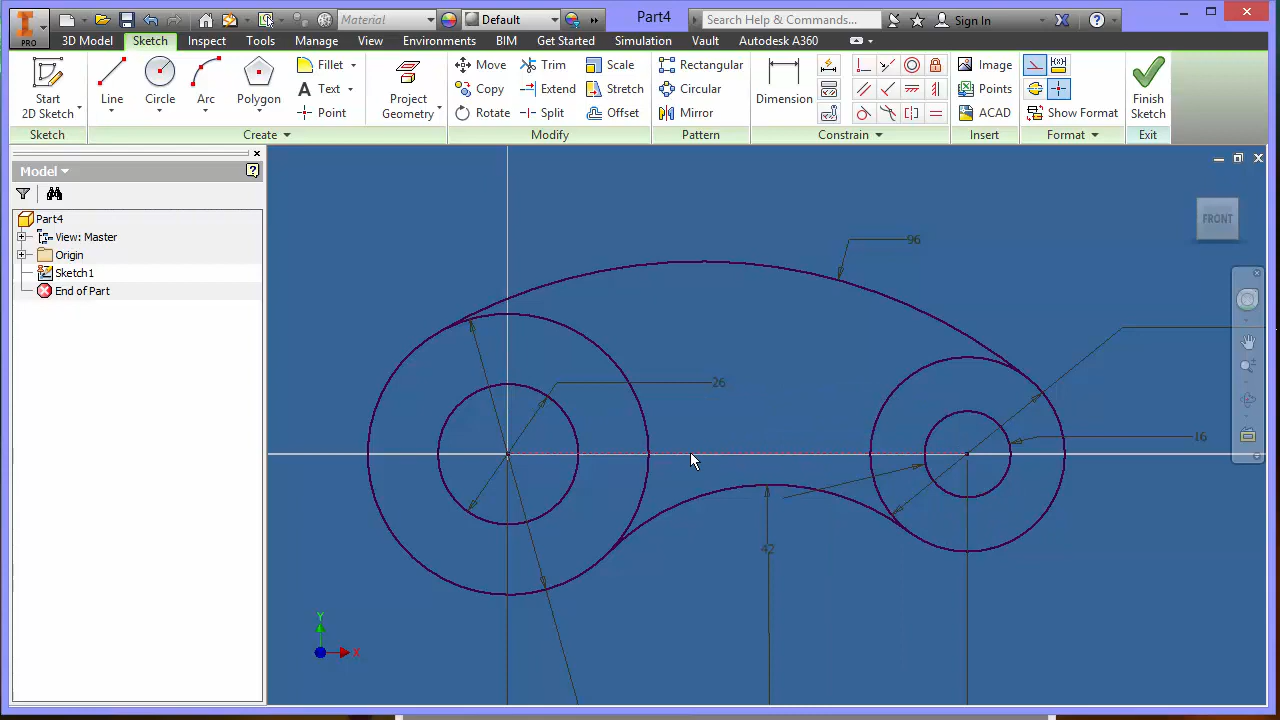 Material
Default
Part4
Search Help & Commands...
Sign In
PRO
3D Model
Sketch
Inspect
Tools
Manage
View
Environments
BIM
Get Started
Simulation
Vault
Autodesk A360
Start
2D Sketch
Line
Circle
Arc
Polygon
Fillet
Text
Point
Project
Geometry
Move
Trim
Scale
Copy
Extend
Stretch
Rotate
Split
Offset
Rectangular
Circular
Mirror
Dimension
Image
Points
ACAD
Show Format
Finish
Sketch
Sketch
Create
Modify
Pattern
Constrain
Insert
Format
Exit
Model
Part4
View: Master
Origin
Sketch1
End of Part
FRONT
96
26
16
42
Y
X